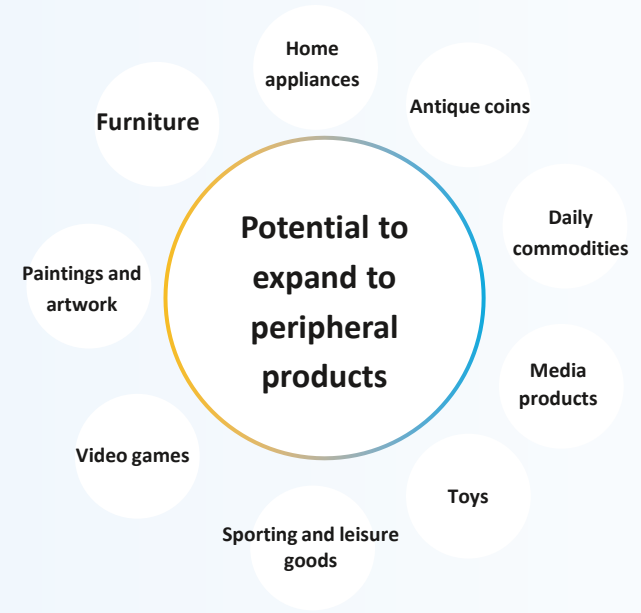 Home
appliances
Antique coins
Furniture
Daily
commodities
Potential to
expand to
peripheral
products
Paintings and
artwork
Media
products
Video games
Toys
Sporting and leisure
goods